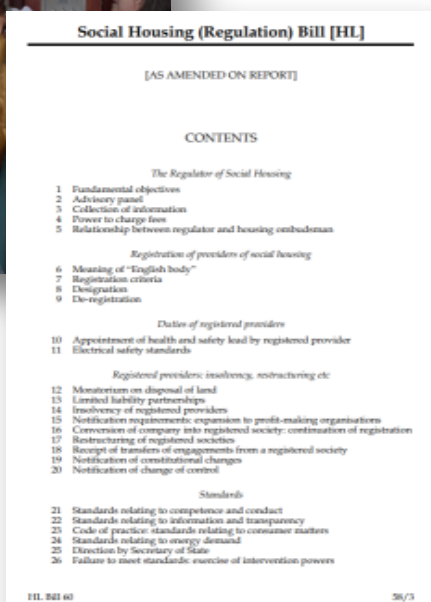 Social Housing (Regulation) Bill [HL]
[AS AMENDED ON REPORT]
CONTENTS
The Regulator of Social Housing
1 Fundamental objectives
2 Advisory panel
3 Collection of information
4 Power to charge fees
5 Relationship between regulator and housing ombudsman
Registration of providers of social housing
6 Meaning of "English body"
7 Registration criteria
8 Designation
9 De-registration
Duties of registered providers
10 Appointment of health and safety lead by registered provider
11 Electrical safety standards
Registered providers: insolvency, restructuring etc
12 Moratorium on disposal of land
13 Limited liability partnerships
14 Insolvency of registered providers
15 Notification requirements: expansion to profit-making organisations
16 Conversion of company into registered society: continuation of registration
17 Restructuring of registered societies
18 Receipt of transfers of engagements from a registered society
19 Notification of constitutional changes
20 Notification of change of control
Standards
21 Standards relating to competence and conduct
22 Standards relating to information and transparency
23 Code of practice: standards relating to consumer matters
24 Standards relating to energy demand
25 Direction by Secretary of State
26 Failure to meet standards: exercise of intervention powers
HL Bill 60 58/3